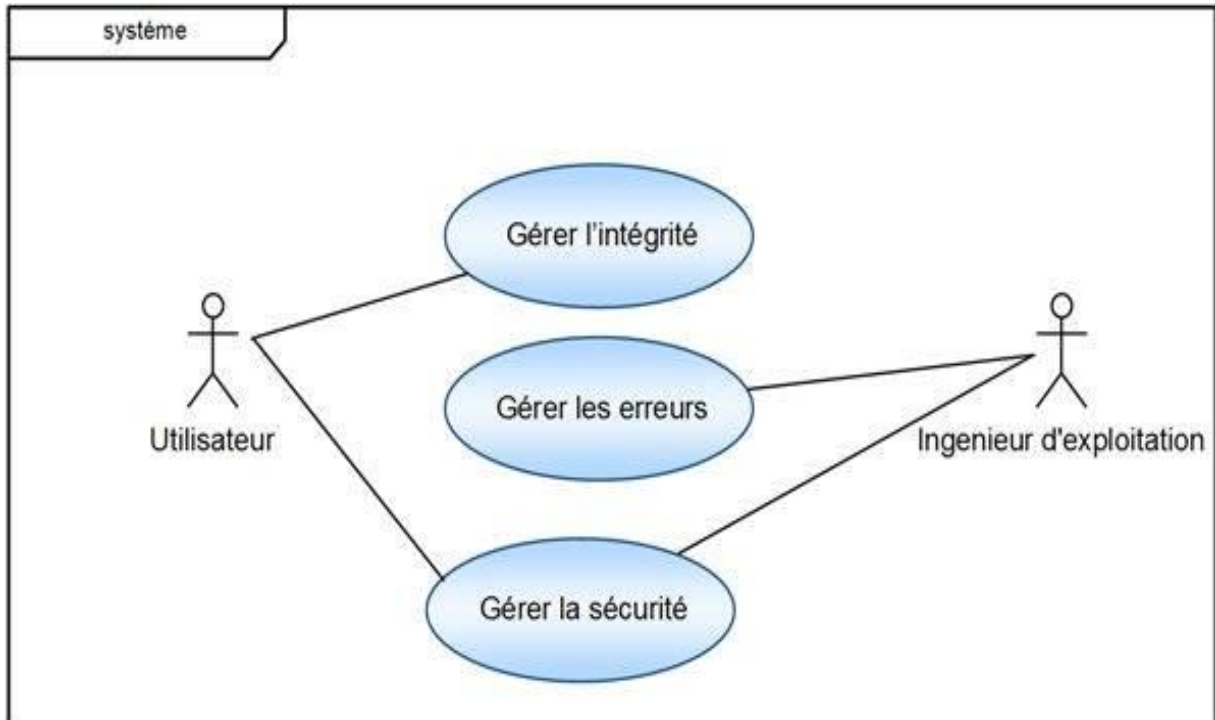 systéme
Gérer l'intégrité
Gérer les erreurs
Utilisateur
Ingenieur d'exploitation
Gérer la sécurité